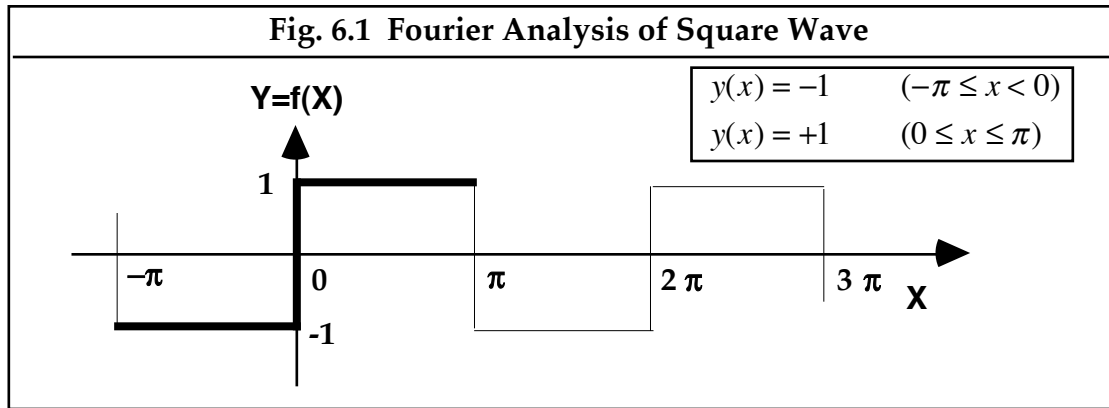 Fig. 6.1 Fourier Analysis of Square Wave
y(x) = −1 (−π ≤ x < 0)
y(x) = +1 (0 ≤ x ≤ π)
Y=f(X)
1
−π 0 π 2 π 3 π
X
-1